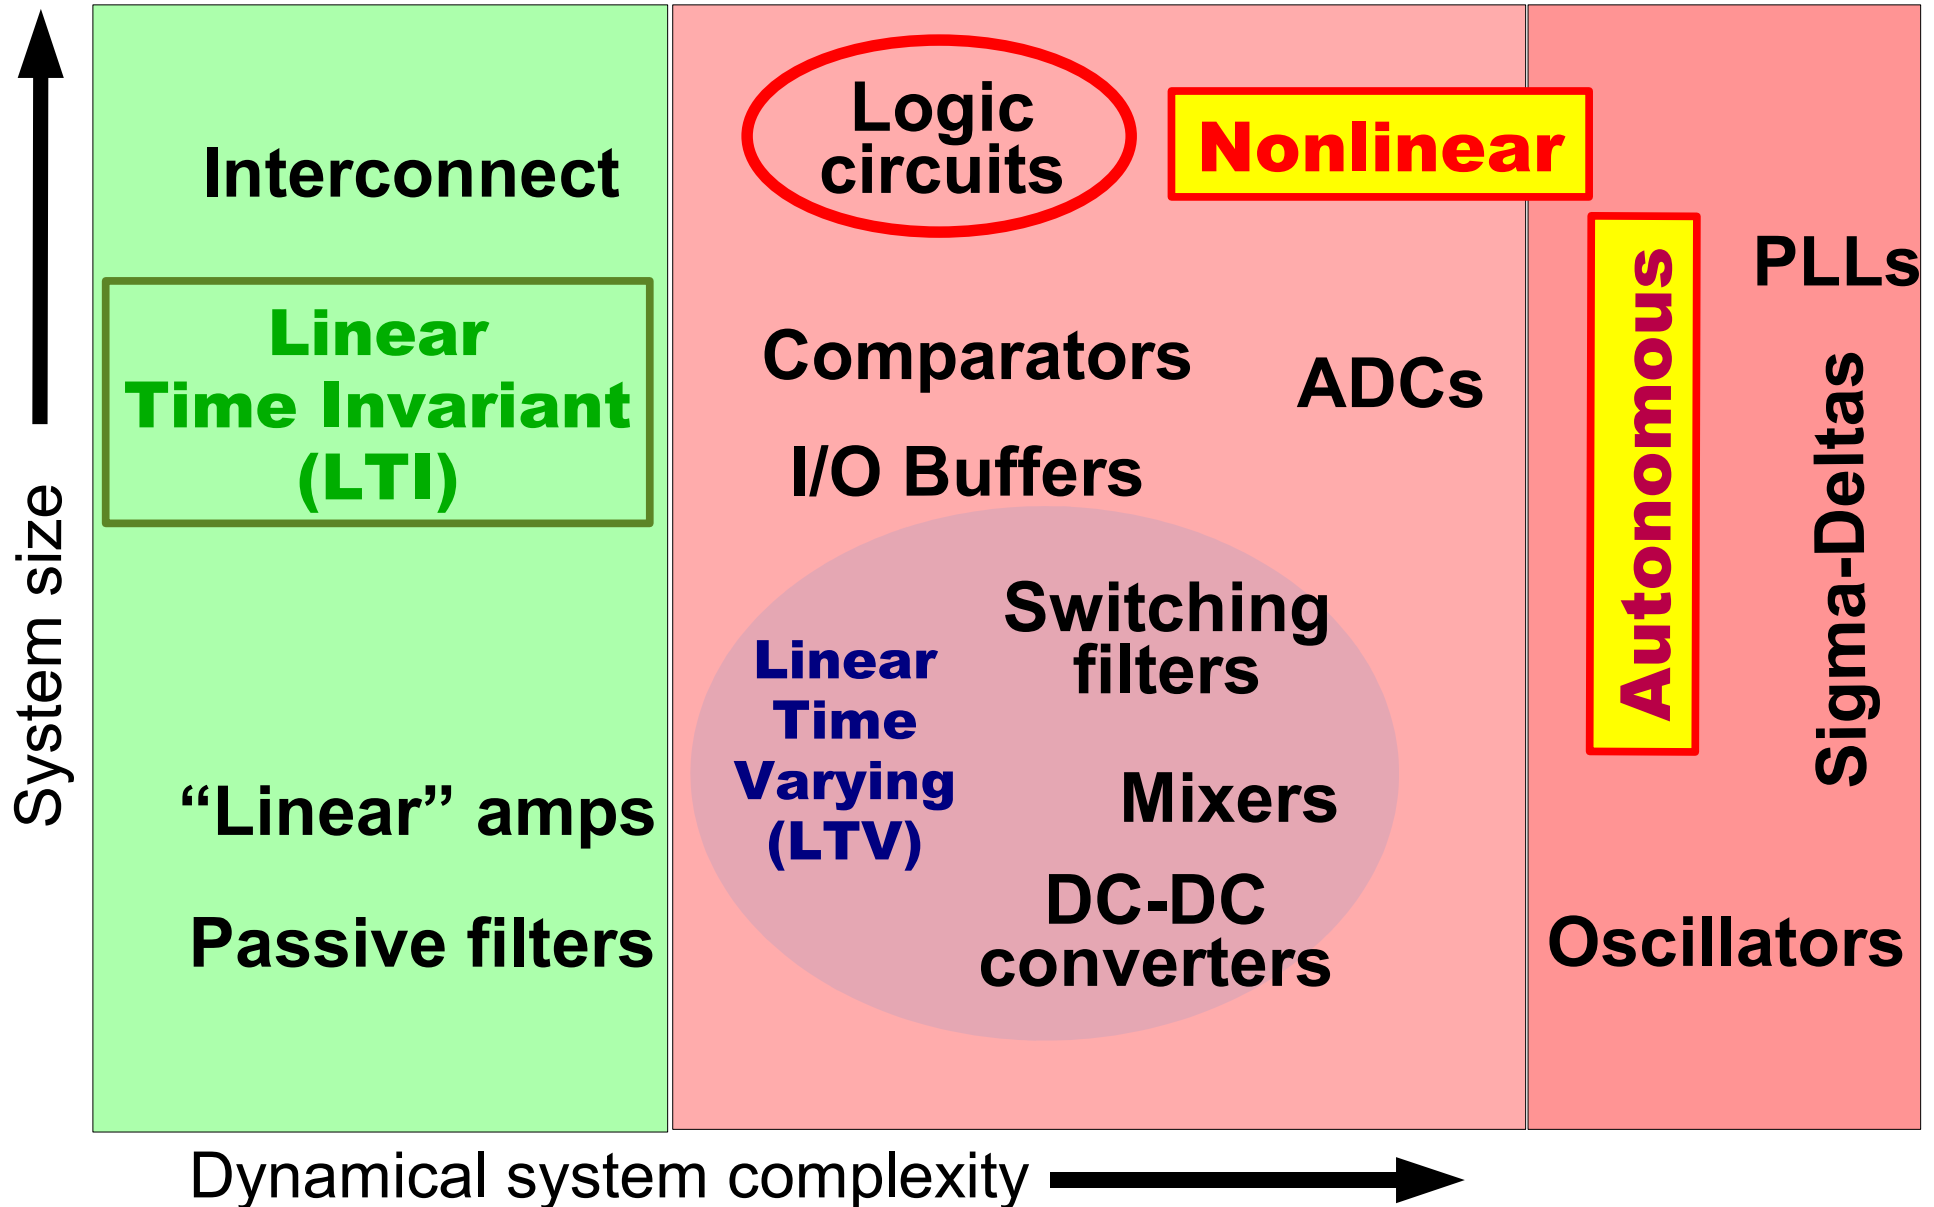 System size
Interconnect
Linear
Time Invariant
(LTI)
“Linear” amps
Passive filters
Logic
circuits
Nonlinear
Comparators
ADCs
I/O Buffers
Linear
Time
Varying
(LTV)
Switching
filters
Mixers
DC-DC
converters
Autonomous
PLLs
Sigma-Deltas
Oscillators
Dynamical system complexity